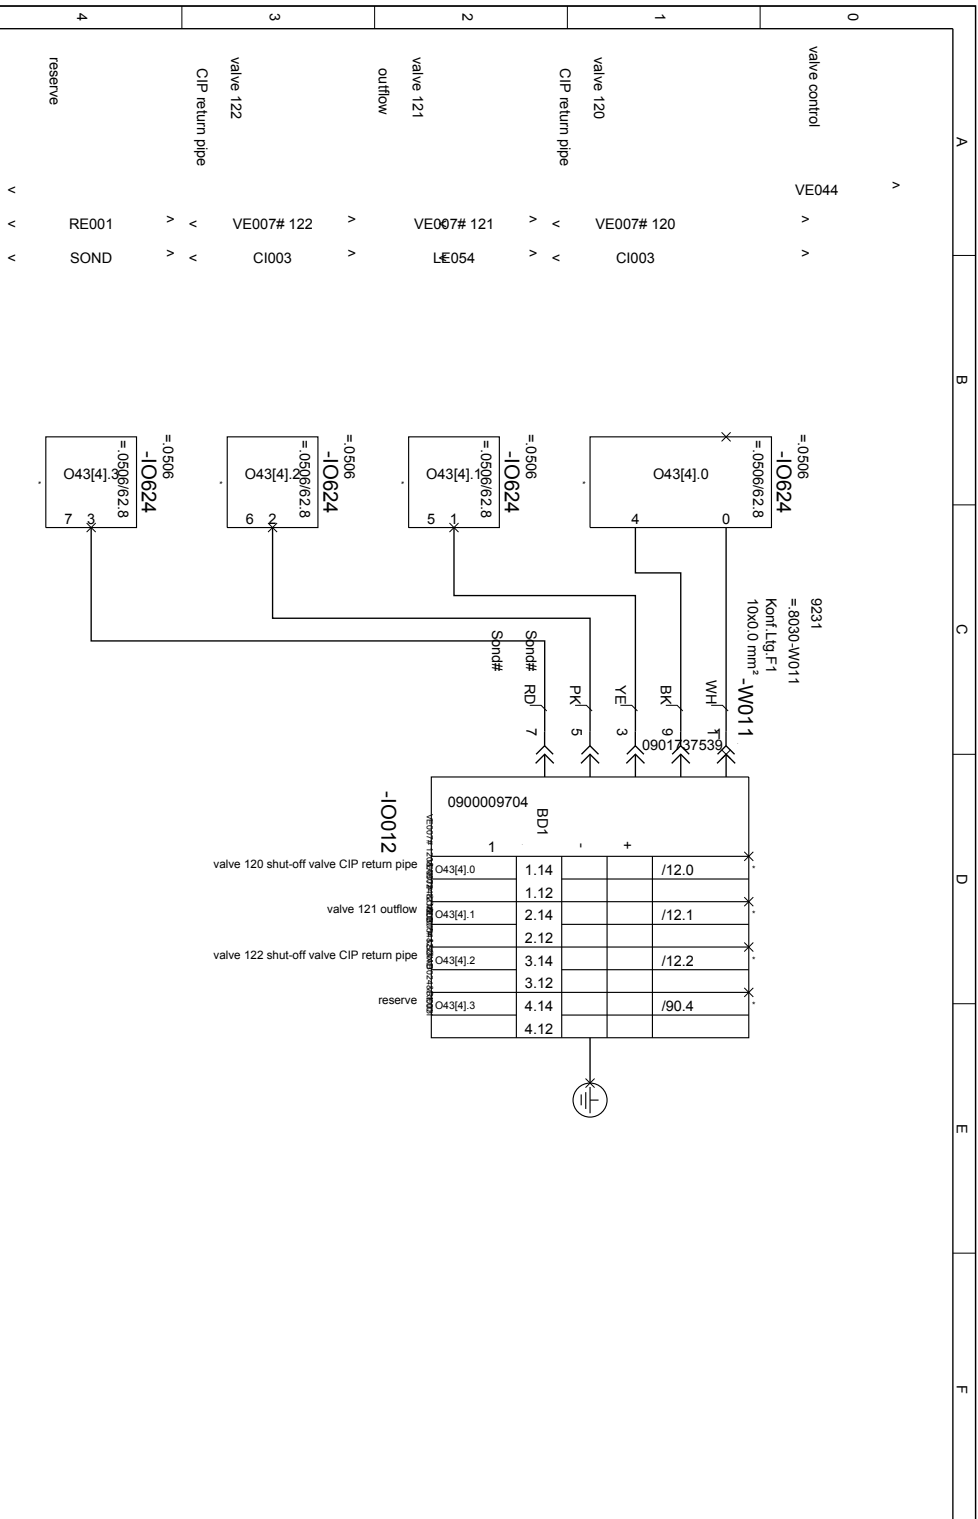 4
3
2
1
0
A
B
C
D
E
F
valve control
VE044
>
<
valve 120
CIP return pipe
< VE007# 120 >
< CI003 >
valve 121
outflow
< VE007# 121 >
< LE054 >
valve 122
CIP return pipe
< VE007# 122 >
< CI003 >
reserve
< RE001 >
< SOND >
=.0506
-IO624
=.0506/62.8
O43[4].0
4 0
=.0506
-IO624
=.0506/62.8
O43[4].1
5 1
=.0506
-IO624
=.0506/62.8
O43[4].2
6 2
=.0506
-IO624
=.0506/62.8
O43[4].3
7 3
9231
=.8030-W011
Konf.Ltg.F1
10x0.0 mm²
-W011
WH
BK
YE
PK
RD
Sond#
Sond#
1
9
3
5
7
0901737539
-IO012
0900009704
BD1
1 - +
valve 120 shut-off valve CIP return pipe O43[4].0 1.14 /12.0
1.12
valve 121 outflow O43[4].1 2.14 /12.1
2.12
valve 122 shut-off valve CIP return pipe O43[4].2 3.14 /12.2
3.12
reserve O43[4].3 4.14 /90.4
4.12